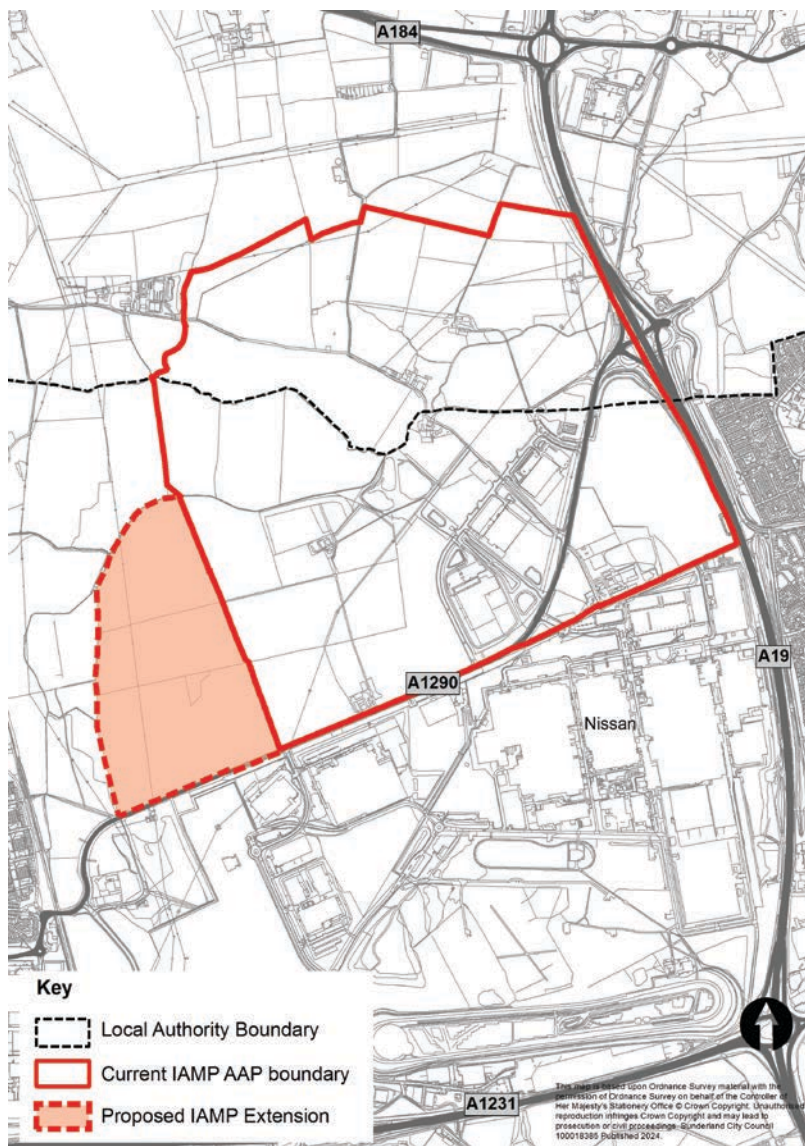 A184
A19
A1290
Nissan
Key
Local Authority Boundary
Current IAMP AAP boundary
Proposed IAMP Extension
A1231
This map is based upon Ordnance Survey material with the
permission of Ordnance Survey on behalf of the Controller of
Her Majesty's Stationery Office © Crown Copyright. Unauthorised
reproduction infringes Crown Copyright and may lead to
prosecution or civil proceedings. Sunderland City Council
100018385 Published 2024.